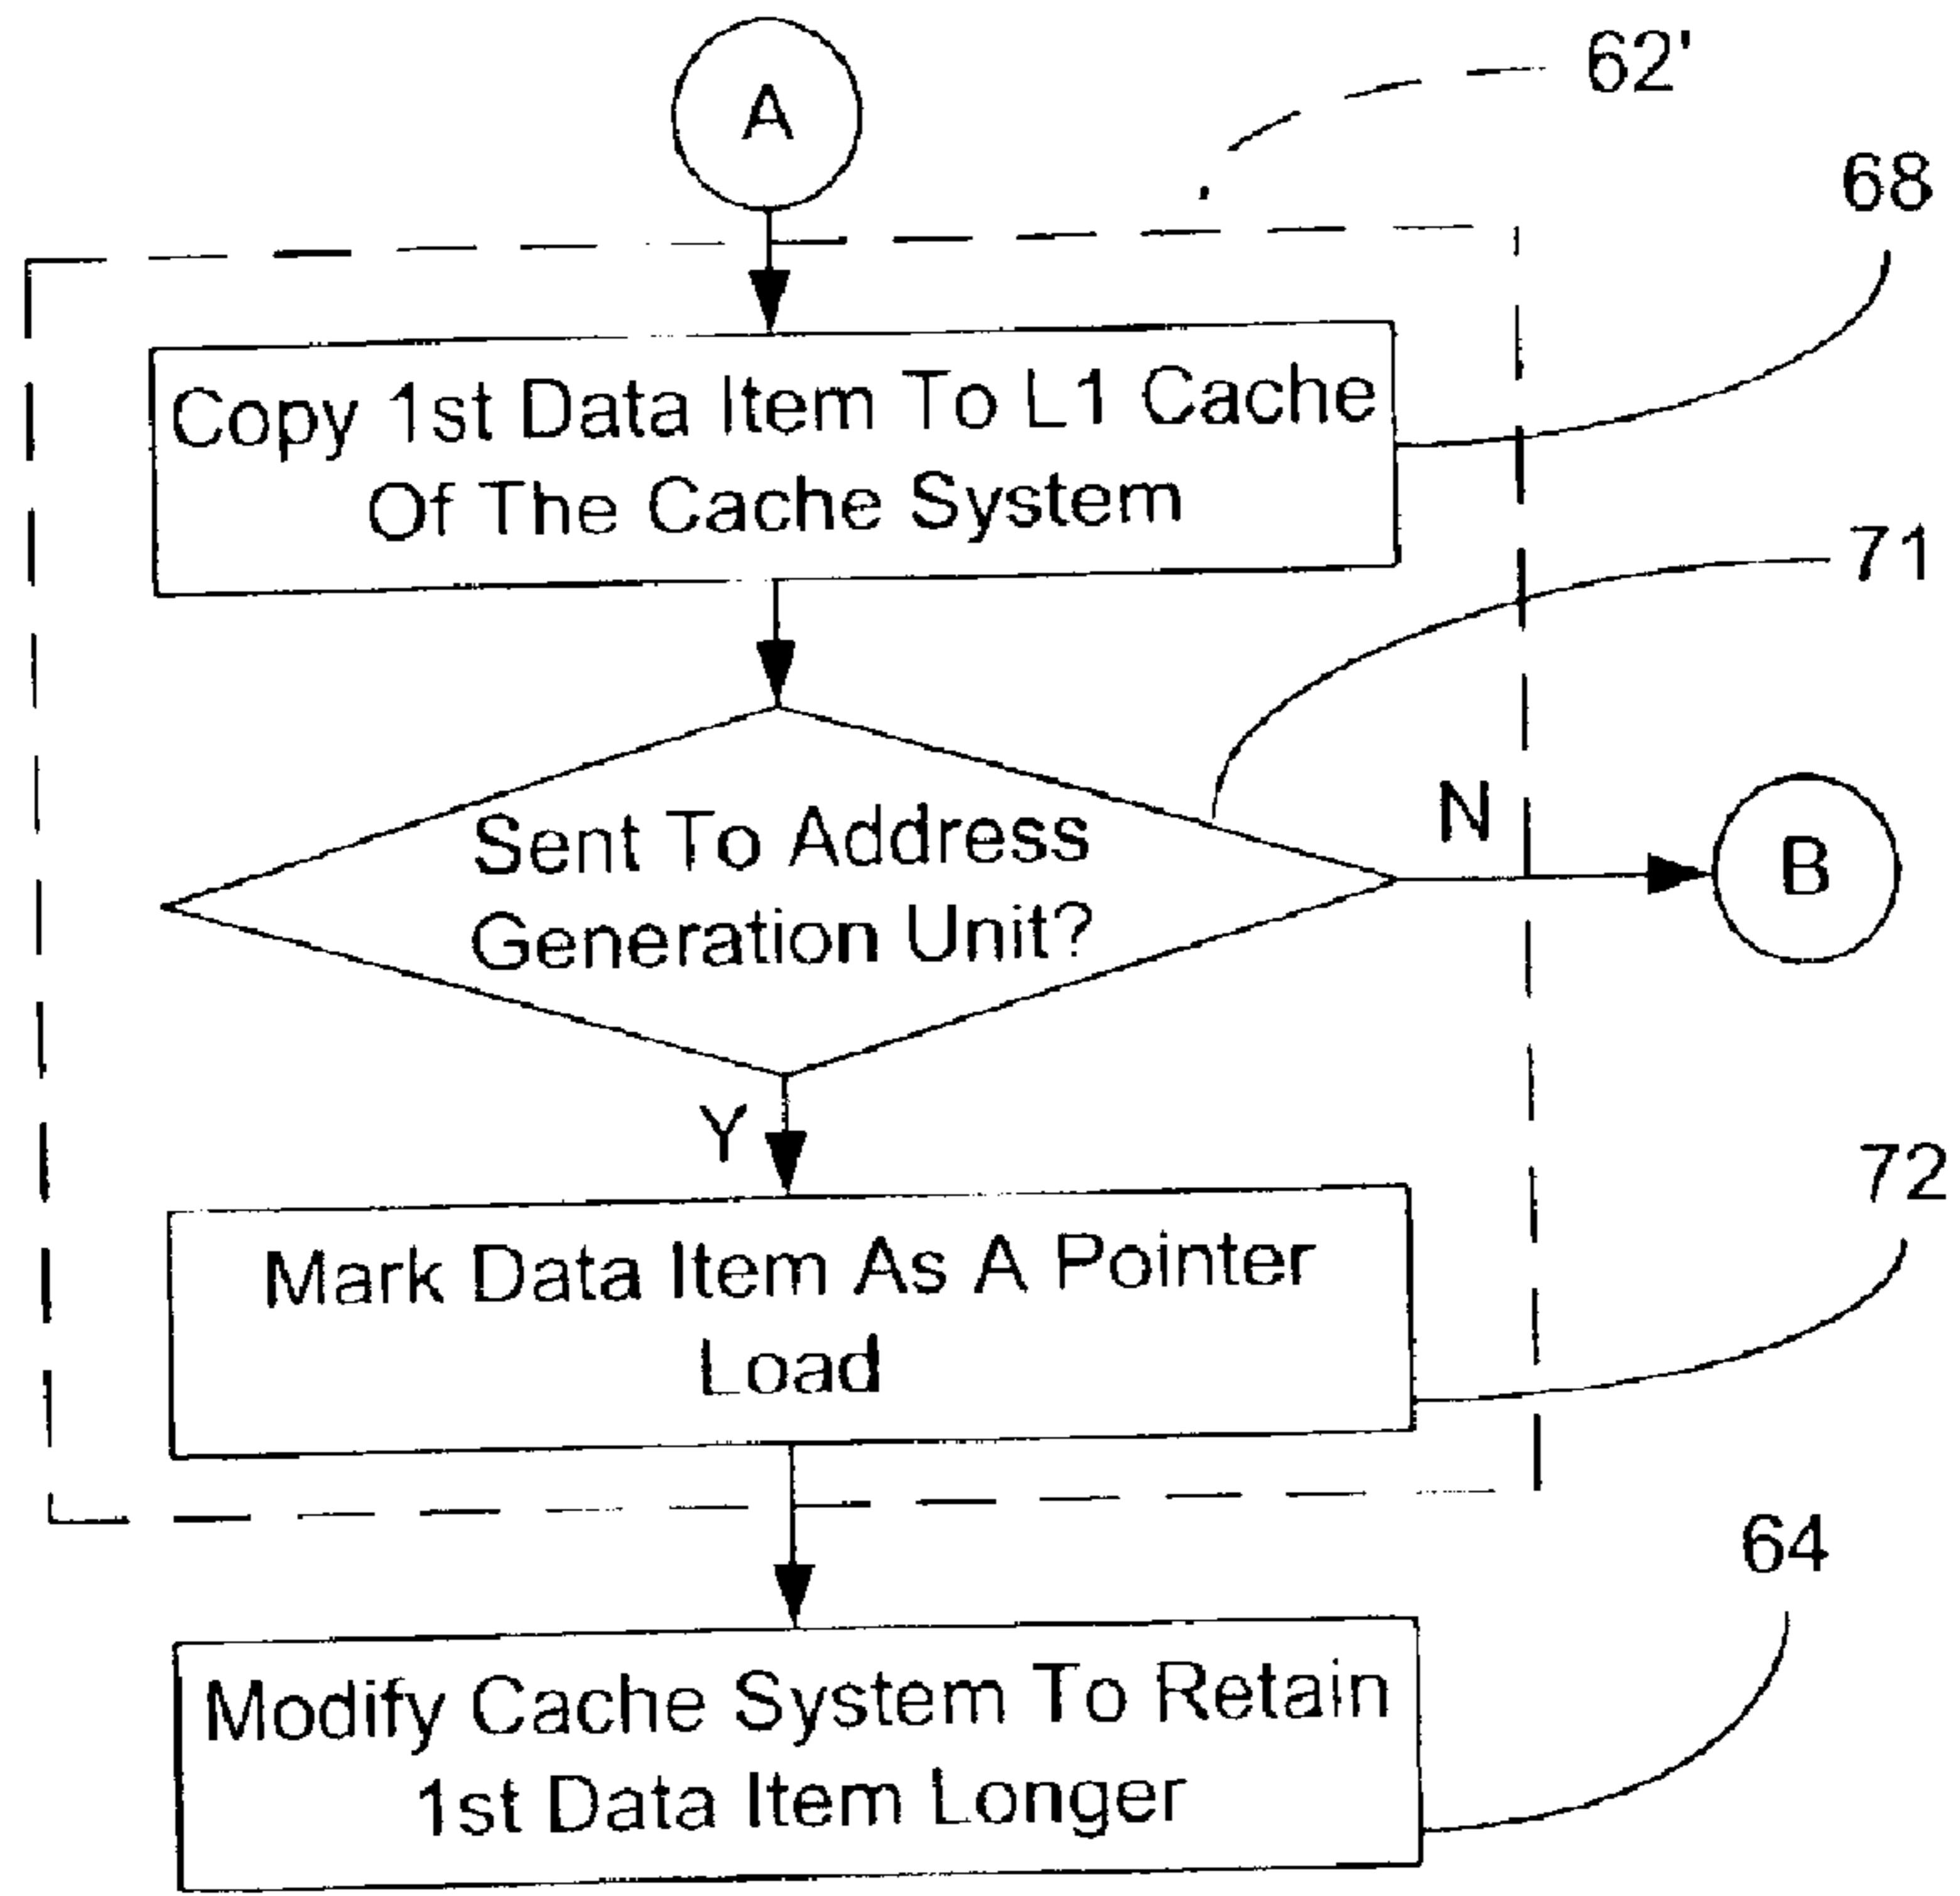 A
62'
68
Copy 1st Data Item To L1 Cache
Of The Cache System
71
Sent To Address
Generation Unit?
N
B
Y
72
Mark Data Item As A Pointer
Load
64
Modify Cache System To Retain
1st Data Item Longer